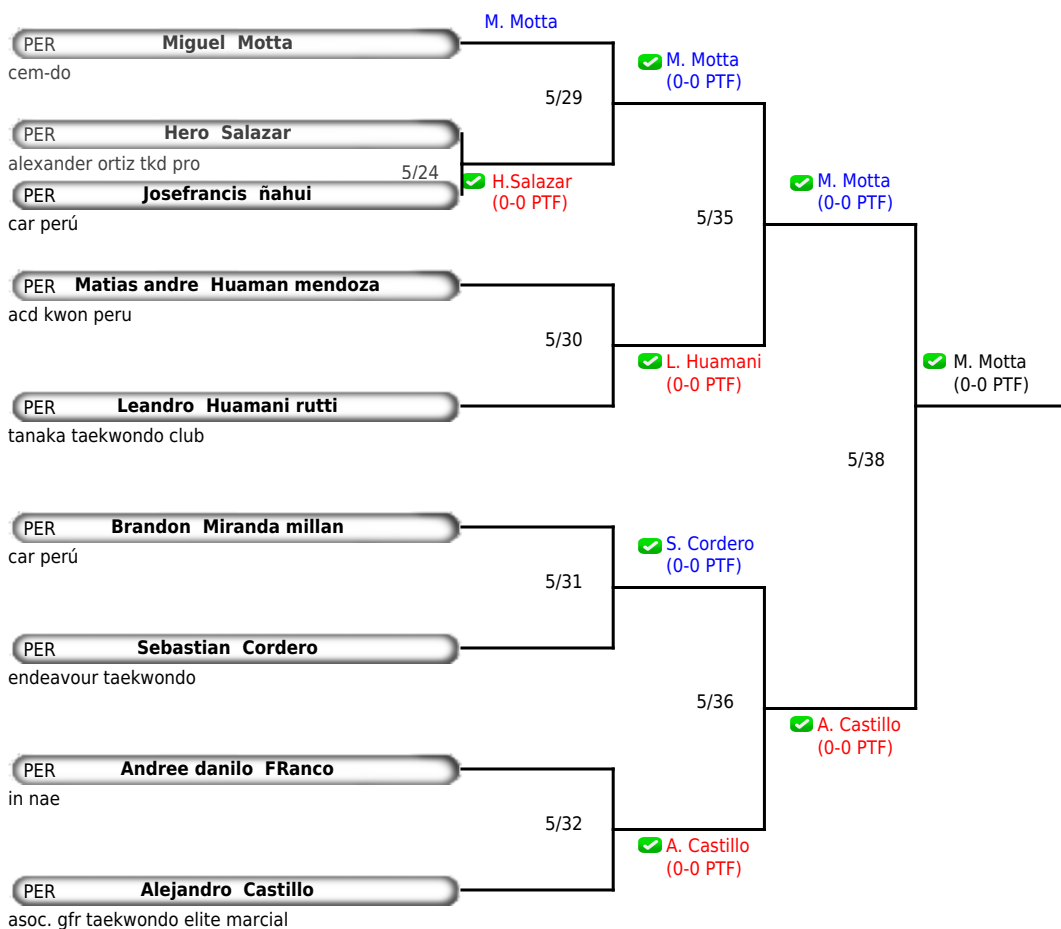 M. Motta
PER Miguel Motta
cem-do
M. Motta
(0-0 PTF)
5/29
PER Hero Salazar
alexander ortiz tkd pro
5/24
H.Salazar
(0-0 PTF)
PER Josefrancis ñahui
car perú
M. Motta
(0-0 PTF)
5/35
PER Matias andre Huaman mendoza
acd kwon peru
5/30
L. Huamani
(0-0 PTF)
M. Motta
(0-0 PTF)
PER Leandro Huamani rutti
tanaka taekwondo club
5/38
PER Brandon Miranda millan
car perú
S. Cordero
(0-0 PTF)
5/31
PER Sebastian Cordero
endeavour taekwondo
5/36
A. Castillo
(0-0 PTF)
PER Andree danilo FRanco
in nae
5/32
A. Castillo
(0-0 PTF)
PER Alejandro Castillo
asoc. gfr taekwondo elite marcial